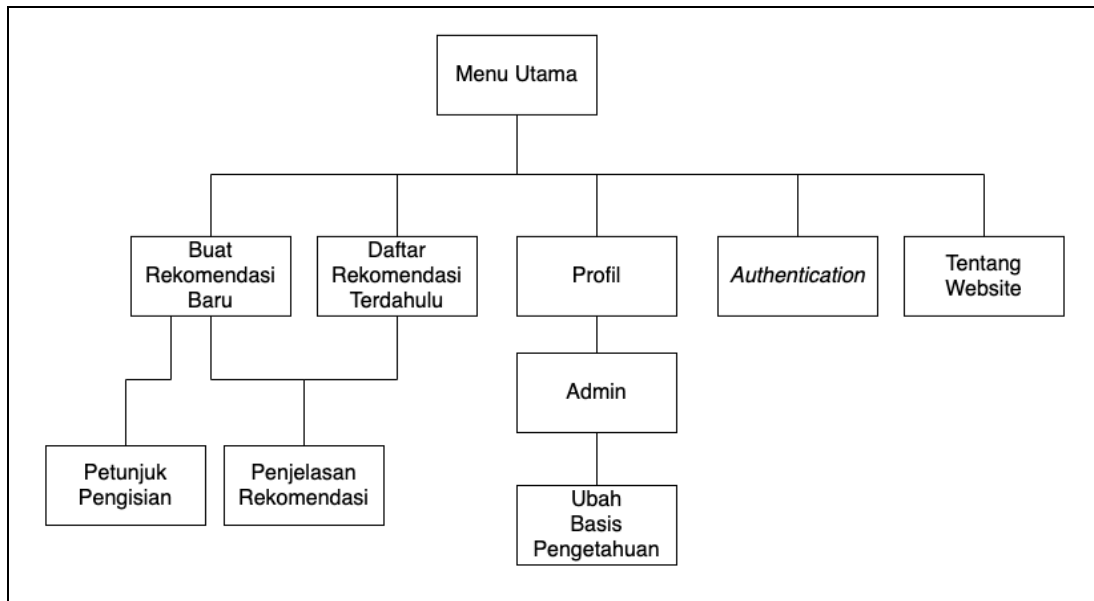 Menu Utama
Buat
Rekomendasi
Baru
Daftar
Rekomendasi
Terdahulu
Profil
Authentication
Tentang
Website
Admin
Petunjuk
Pengisian
Penjelasan
Rekomendasi
Ubah
Basis
Pengetahuan